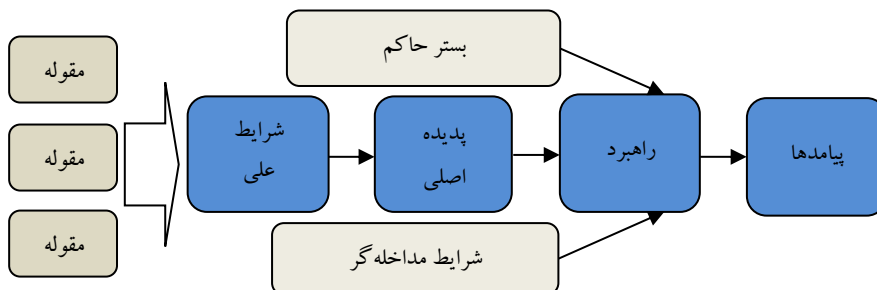 بستر حاکم
مقوله
مقوله
مقوله
شرایط
علی
پدیده
اصلی
راهبرد
پیامدها
شرایط مداخله‌گر